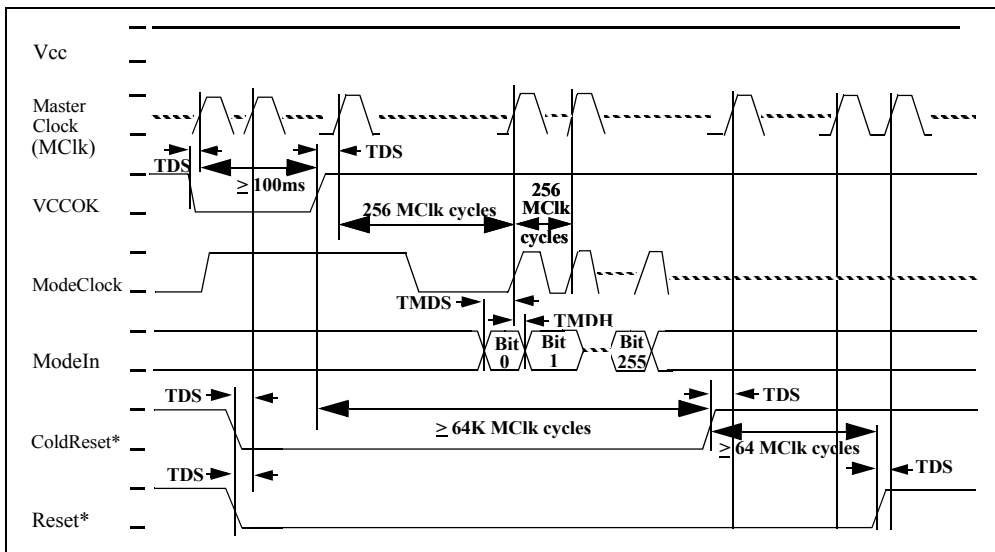 Vcc
Master
Clock
(MClk)
TDS
TDS
≥ 100ms
VCCOK
256 MClk cycles
256
MClk
cycles
ModeClock
TMDS
TMDH
ModeIn
Bit
0
Bit
1
Bit
255
TDS
TDS
ColdReset*
≥ 64K MClk cycles
≥ 64 MClk cycles
TDS
TDS
Reset*